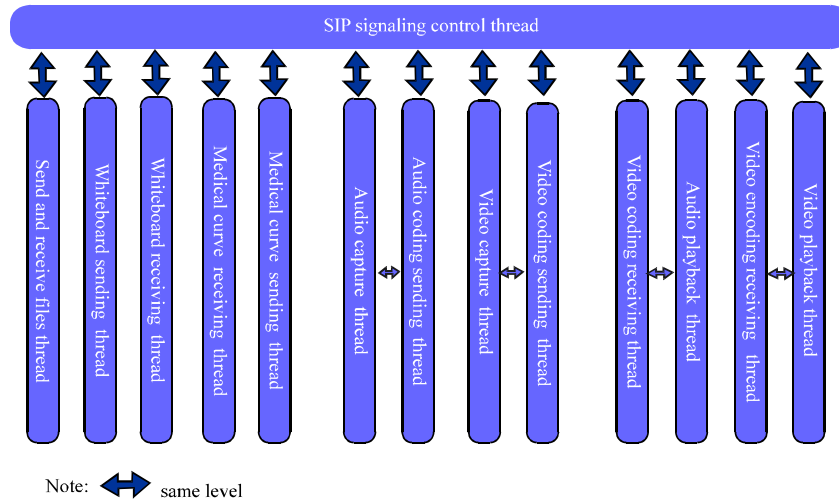 SIP signaling control thread
Send and receive files thread
Whiteboard sending thread
Whiteboard receiving thread
Medical curve receiving thread
Medical curve sending thread
Audio capture thread
Audio coding sending thread
Video capture thread
Video coding sending thread
Video coding receiving thread
Audio playback thread
Video encoding receiving thread
Video playback thread
Note: same level